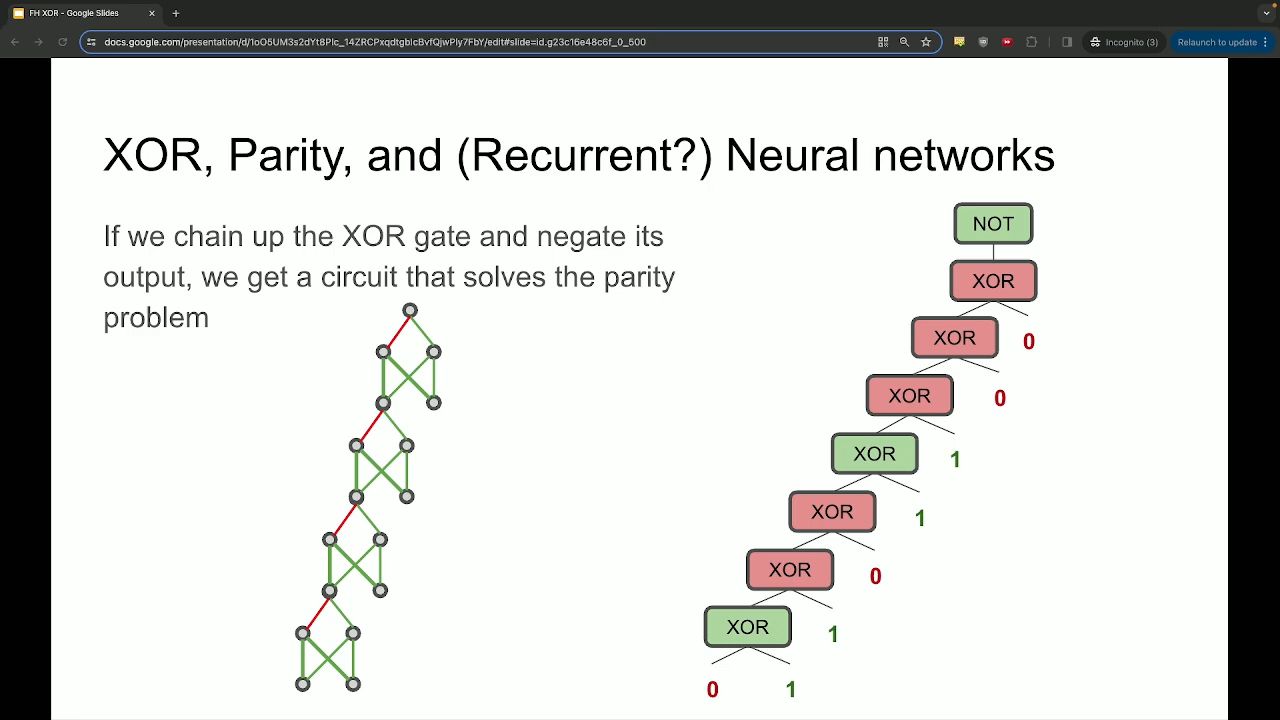 FH XOR - Google Slides
docs.google.com/presentation/d/1oO5UM3s2dYt8Plc_14ZRCPxqdtgblcBvfQjwPly7FbY/edit#slide=id.g23c16e48c6f_0_500
Incognito (3)
Relaunch to update
XOR, Parity, and (Recurrent?) Neural networks
If we chain up the XOR gate and negate its
output, we get a circuit that solves the parity
problem
NOT
XOR
XOR
0
XOR
0
XOR
1
XOR
1
XOR
0
XOR
1
0
1